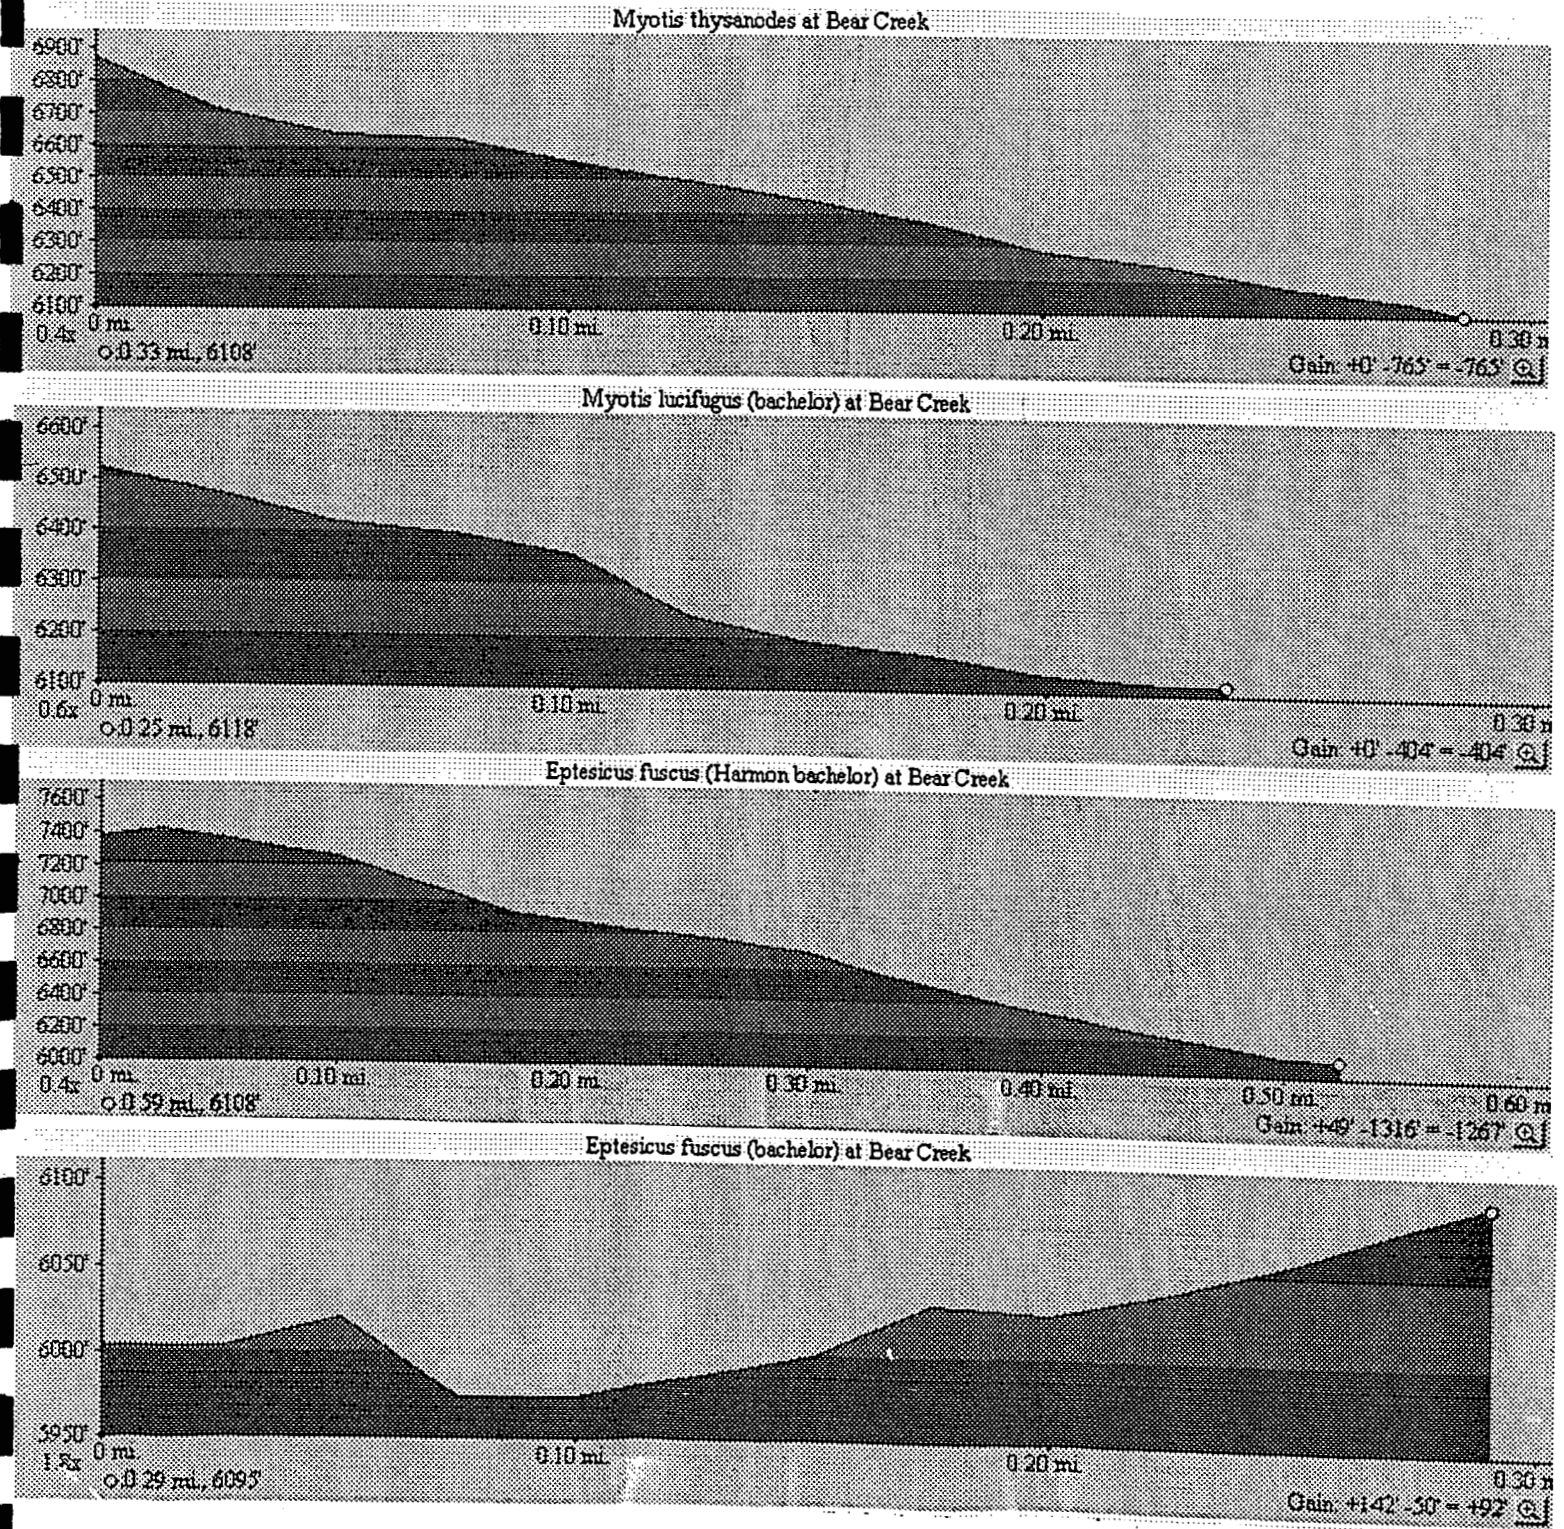 Myotis thysanodes at Bear Creek
6900'
6800'
6700'
6600'
6500'
6400'
6300'
6200'
6100'
0.4x
0 mi. 0.10 mi. 0.20 mi. 0.30 m
0.33 mi., 6108'
Gain: +0' -765' = -765'
Myotis lucifugus (bachelor) at Bear Creek
6600'
6500'
6400'
6300'
6200'
6100'
0.6x
0 mi. 0.10 mi. 0.20 mi. 0.30 m
0.25 mi., 6118'
Gain: +0' -404' = -404'
Eptesicus fuscus (Harmon bachelor) at Bear Creek
7600'
7400'
7200'
7000'
6800'
6600'
6400'
6200'
6000'
0.4x
0 mi. 0.10 mi. 0.20 mi. 0.30 mi. 0.40 mi. 0.50 mi. 0.60 m
0.59 mi., 6108'
Gain: +49' -1316' = -1267'
Eptesicus fuscus (bachelor) at Bear Creek
6100'
6050'
6000'
5950'
0 mi. 0.10 mi. 0.20 mi. 0.30 m
0.29 mi., 6095'
Gain: +142' -50' = +92'